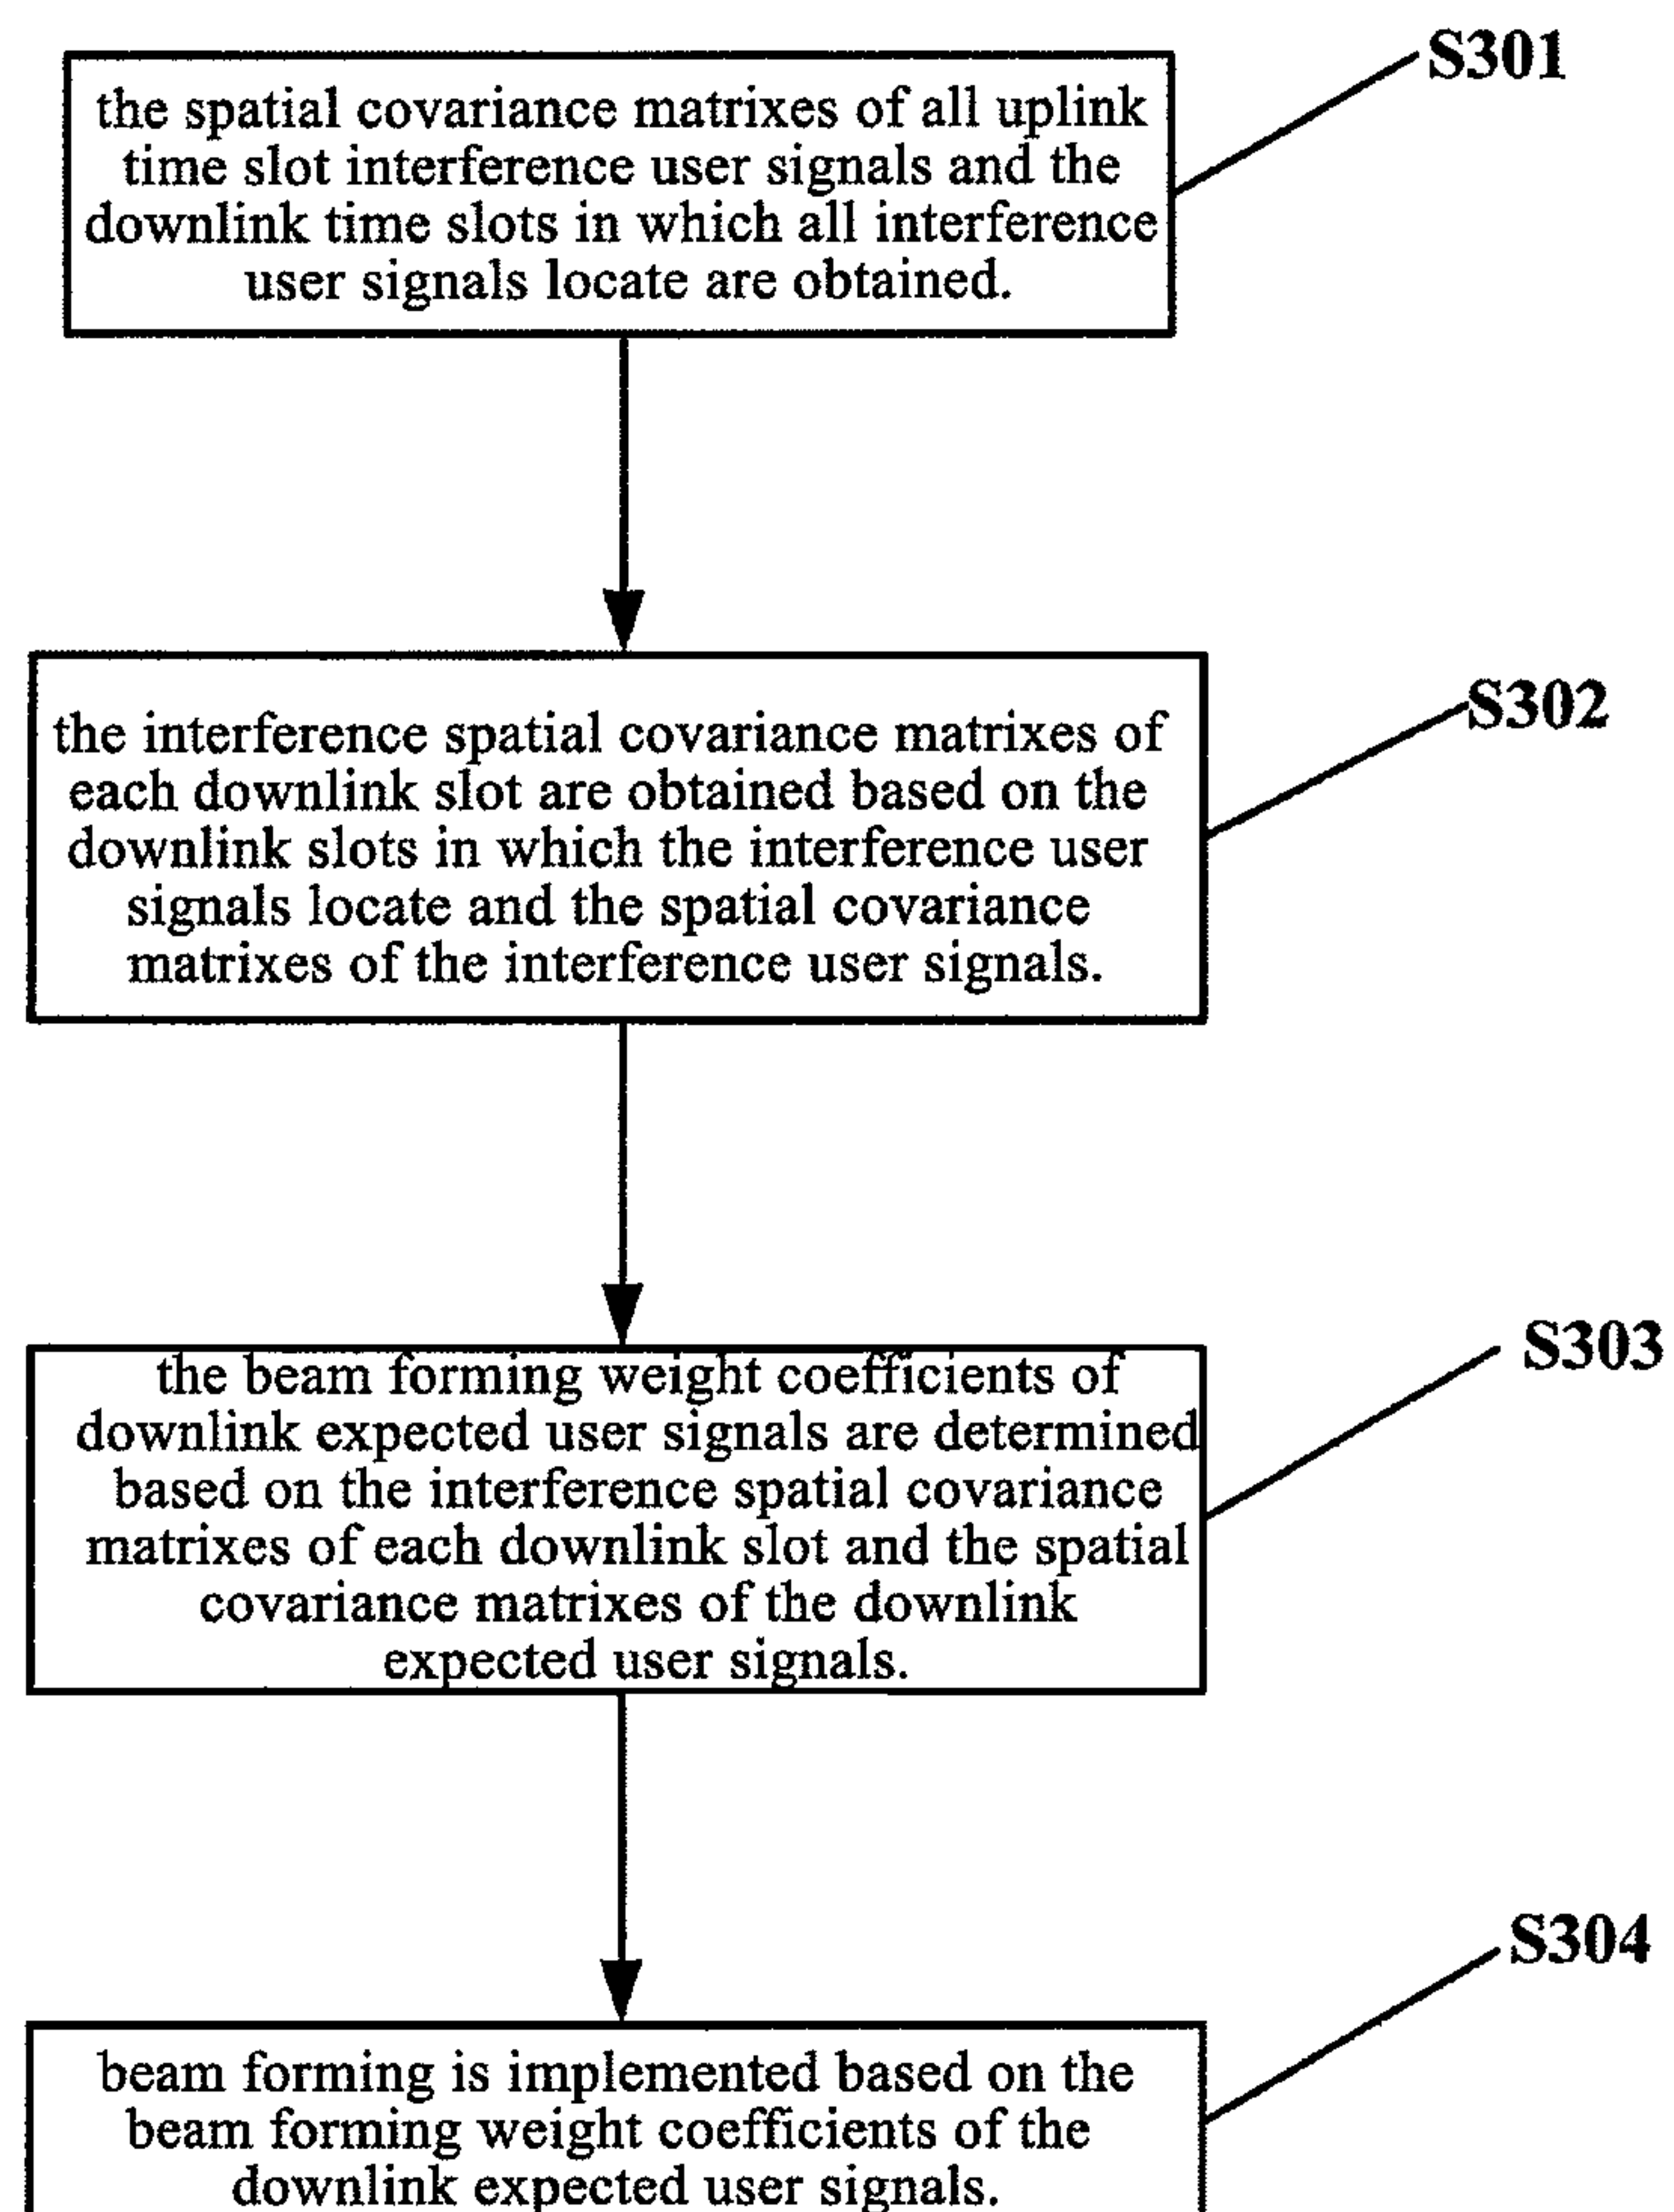 S301
the spatial covariance matrixes of all uplink
time slot interference user signals and the
downlink time slots in which all interference
user signals locate are obtained.
S302
the interference spatial covariance matrixes of
each downlink slot are obtained based on the
downlink slots in which the interference user
signals locate and the spatial covariance
matrixes of the interference user signals.
S303
the beam forming weight coefficients of
downlink expected user signals are determined
based on the interference spatial covariance
matrixes of each downlink slot and the spatial
covariance matrixes of the downlink
expected user signals.
S304
beam forming is implemented based on the
beam forming weight coefficients of the
downlink expected user signals.